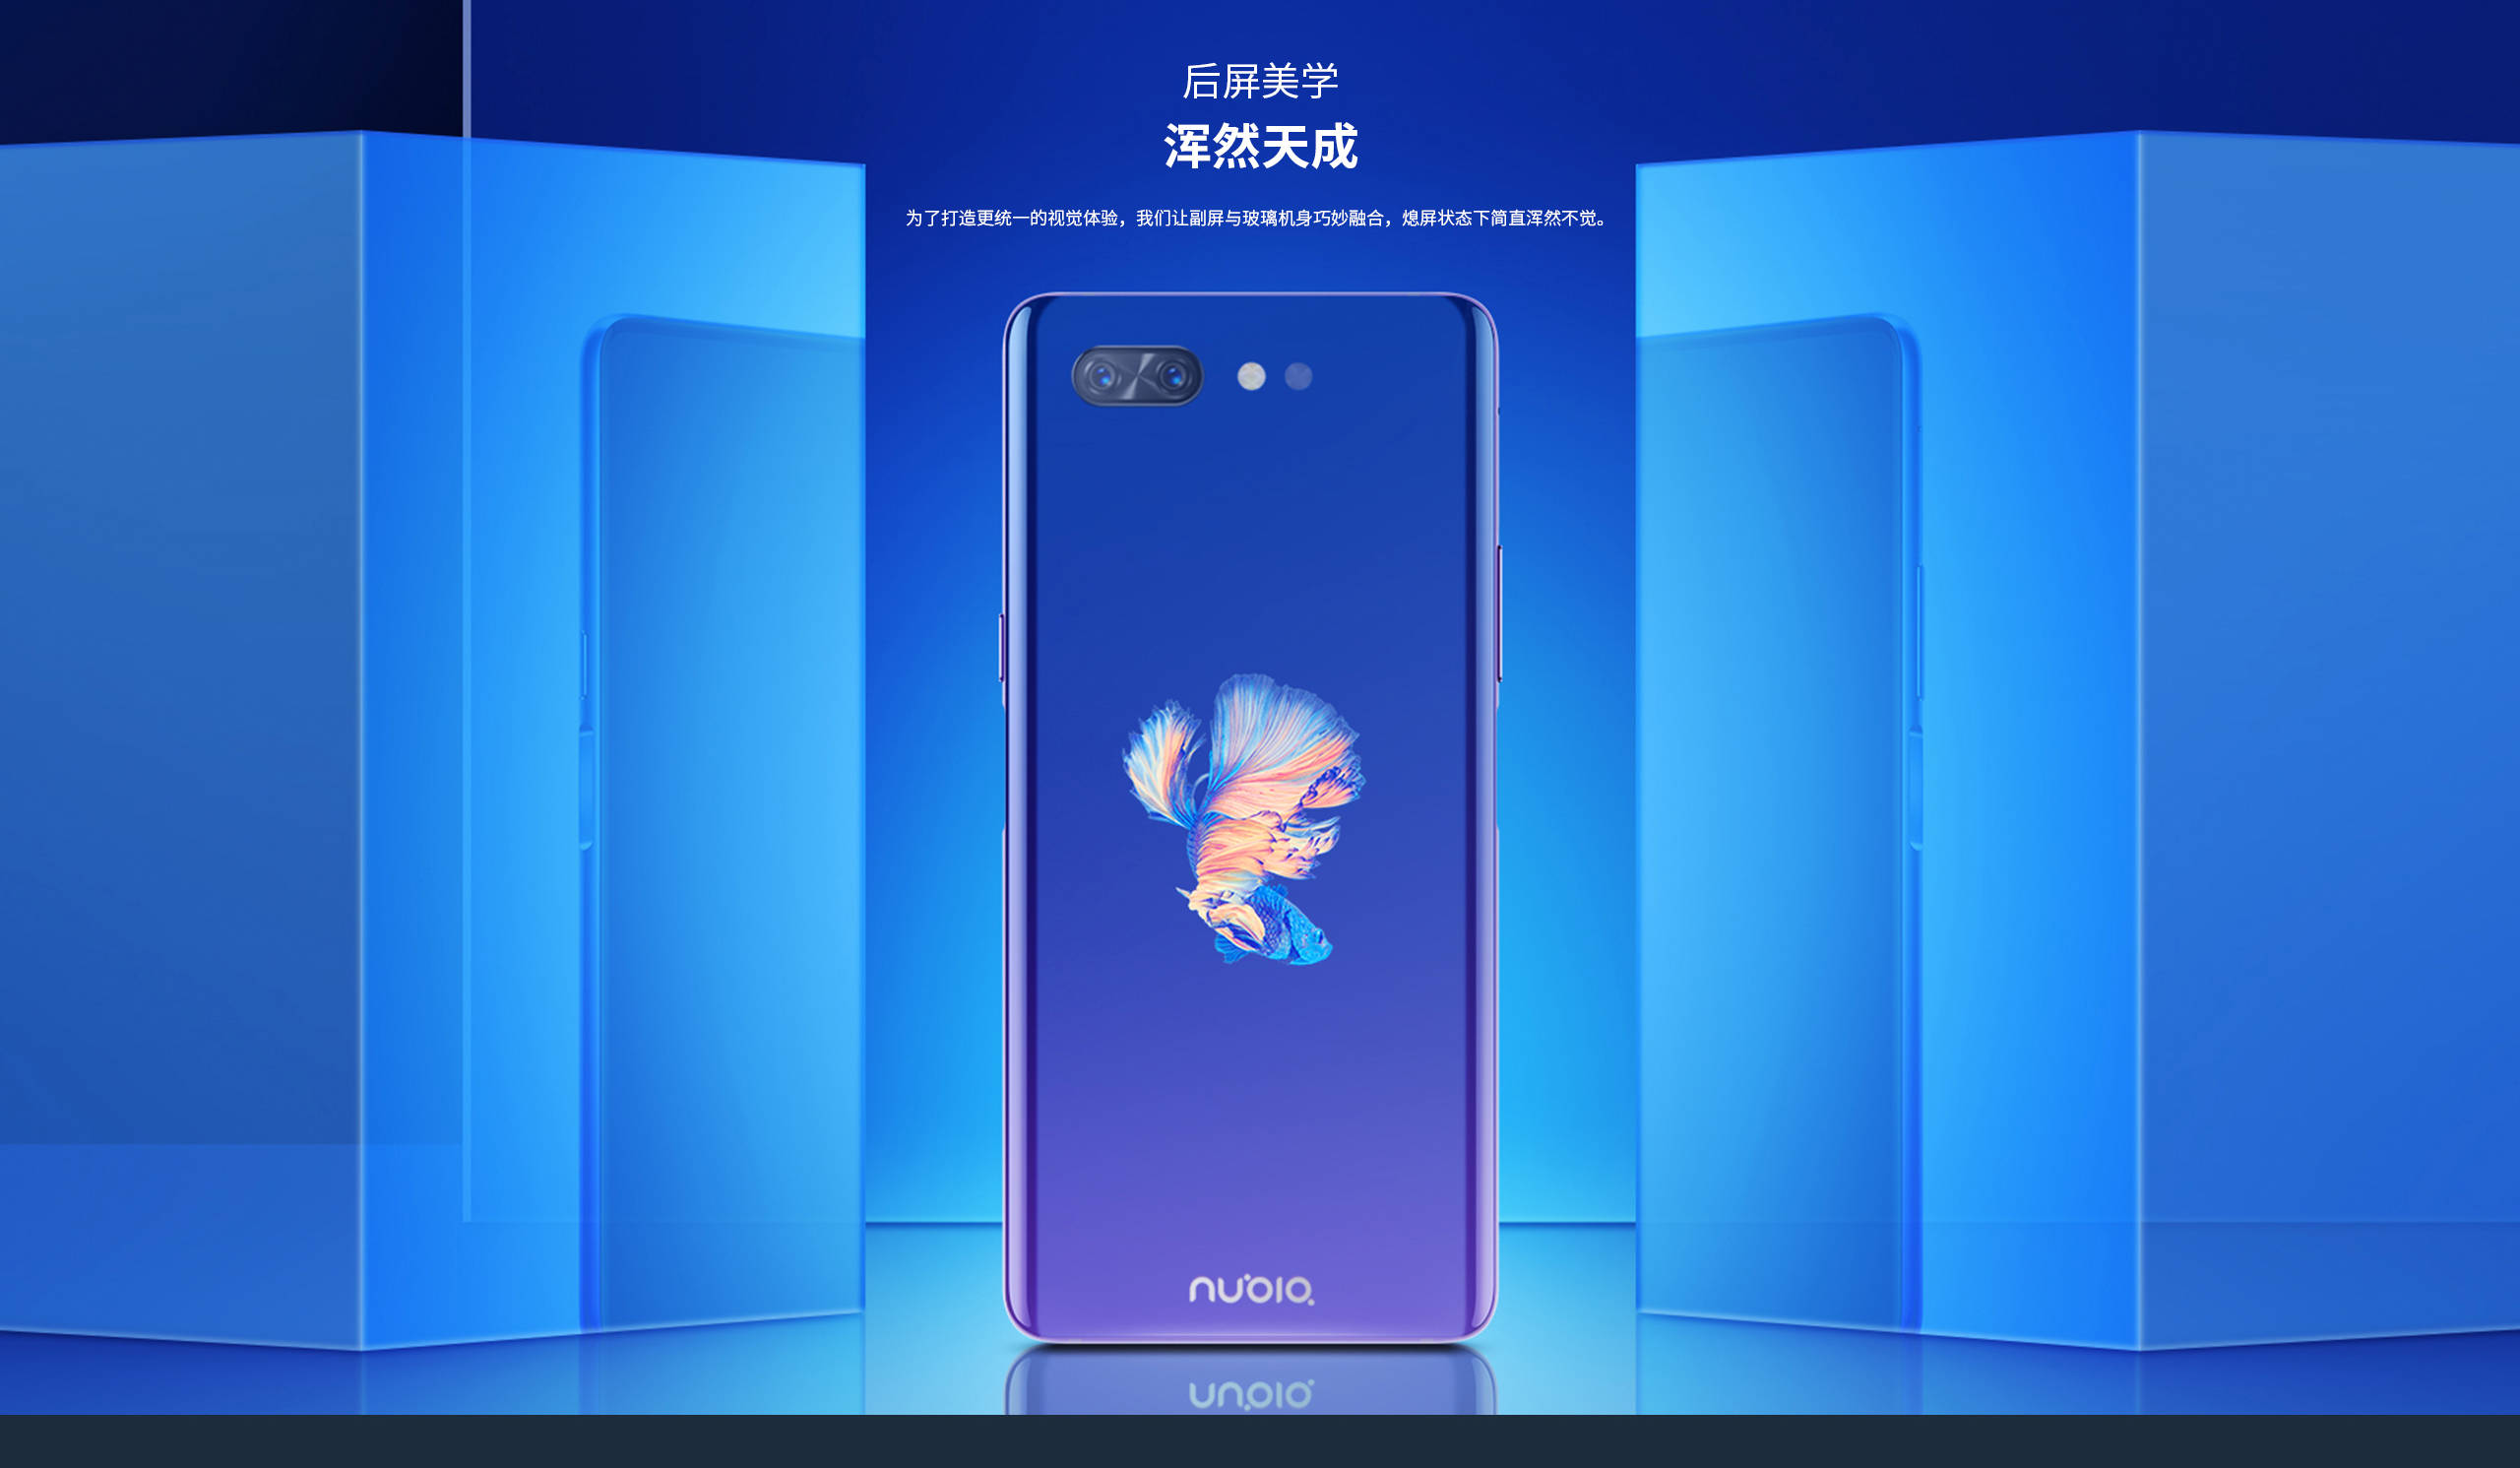 后屏美学
浑然天成
为了打造更统一的视觉体验，我们让副屏与玻璃机身巧妙融合，熄屏状态下简直浑然不觉。
nubia